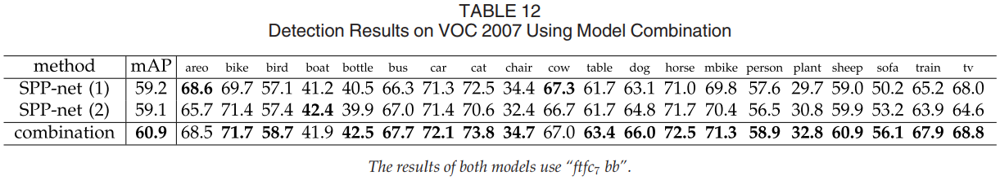 TABLE 12
Detection Results on VOC 2007 Using Model Combination
method mAP areo bike bird boat bottle bus car cat chair cow table dog horse mbike person plant sheep sofa train tv
SPP-net (1) 59.2 68.6 69.7 57.1 41.2 40.5 66.3 71.3 72.5 34.4 67.3 61.7 63.1 71.0 69.8 57.6 29.7 59.0 50.2 65.2 68.0
SPP-net (2) 59.1 65.7 71.4 57.4 42.4 39.9 67.0 71.4 70.6 32.4 66.7 61.7 64.8 71.7 70.4 56.5 30.8 59.9 53.2 63.9 64.6
combination 60.9 68.5 71.7 58.7 41.9 42.5 67.7 72.1 73.8 34.7 67.0 63.4 66.0 72.5 71.3 58.9 32.8 60.9 56.1 67.9 68.8
The results of both models use “ftfc₇ bb”.